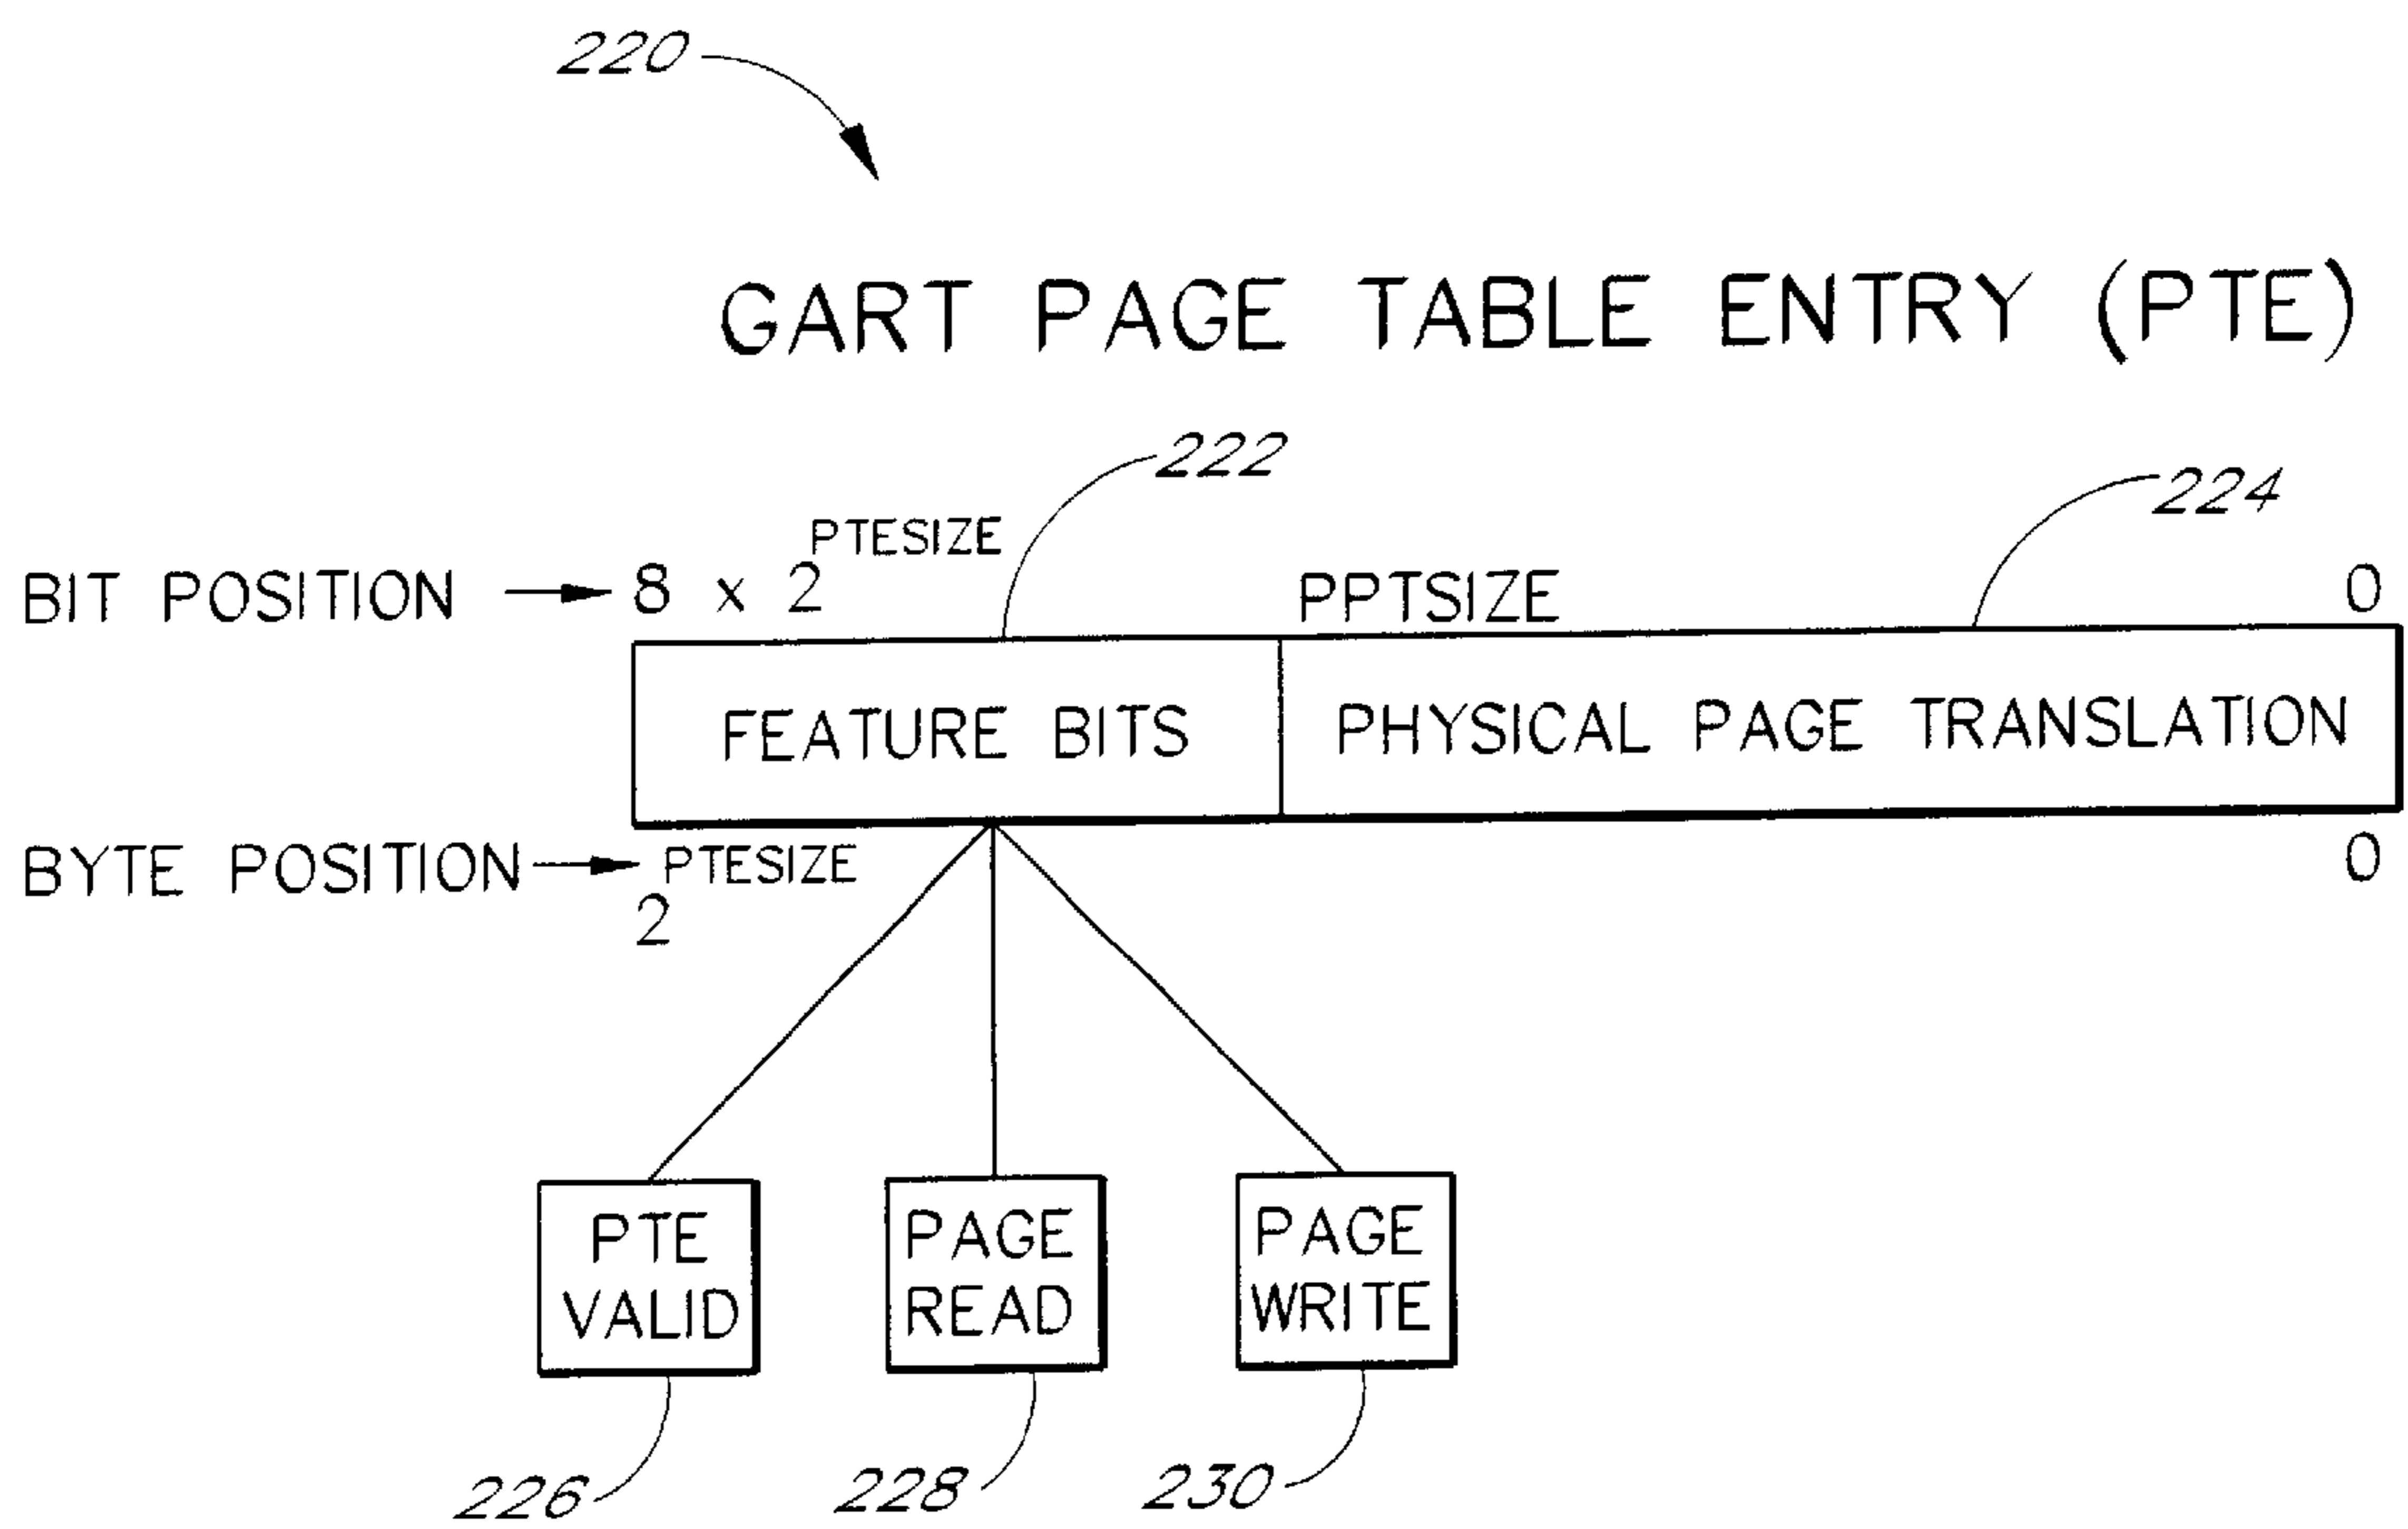 220
GART PAGE TABLE ENTRY (PTE)
222
224
BIT POSITION → 8 x 2^PTESIZE PPTSIZE 0
FEATURE BITS PHYSICAL PAGE TRANSLATION
BYTE POSITION → 2^PTESIZE 0
PTE VALID
PAGE READ
PAGE WRITE
226
228
230